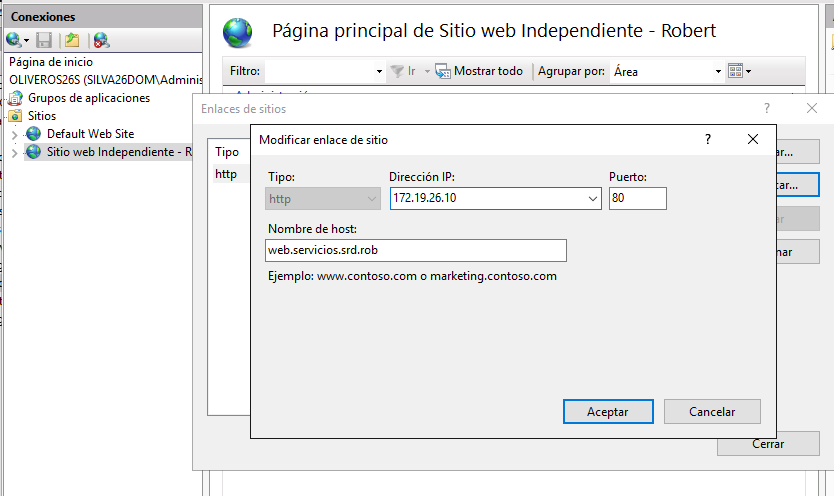 Conexiones
Página de inicio
OLIVEROS26S (SILVA26DOM\Adminis
Grupos de aplicaciones
Sitios
Default Web Site
Sitio web Independiente - R
Página principal de Sitio web Independiente - Robert
Filtro:
Ir
Mostrar todo
Agrupar por:
Área
Enlaces de sitios
?
Tipo
http
ar...
car...
ar
nar
Cerrar
Modificar enlace de sitio
?
Tipo:
Dirección IP:
Puerto:
http
172.19.26.10
80
Nombre de host:
web.servicios.srd.rob
Ejemplo: www.contoso.com o marketing.contoso.com
Aceptar
Cancelar